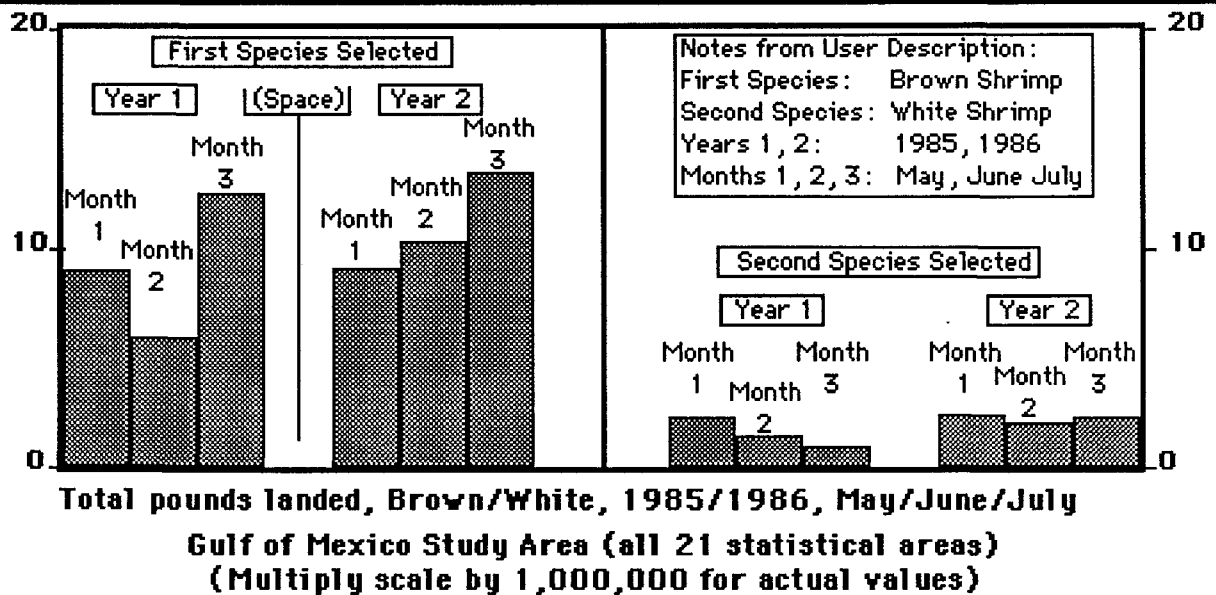 20
20
First Species Selected
Year 1
(Space)
Year 2
Month
1
Month
2
Month
3
Month
1
Month
2
Month
3
Notes from User Description:
First Species: Brown Shrimp
Second Species: White Shrimp
Years 1, 2: 1985, 1986
Months 1, 2, 3: May, June July
10
10
Second Species Selected
Year 1
Year 2
Month
1
Month
2
Month
3
Month
1
Month
2
Month
3
0
0
Total pounds landed, Brown/White, 1985/1986, May/June/July
Gulf of Mexico Study Area (all 21 statistical areas)
(Multiply scale by 1,000,000 for actual values)